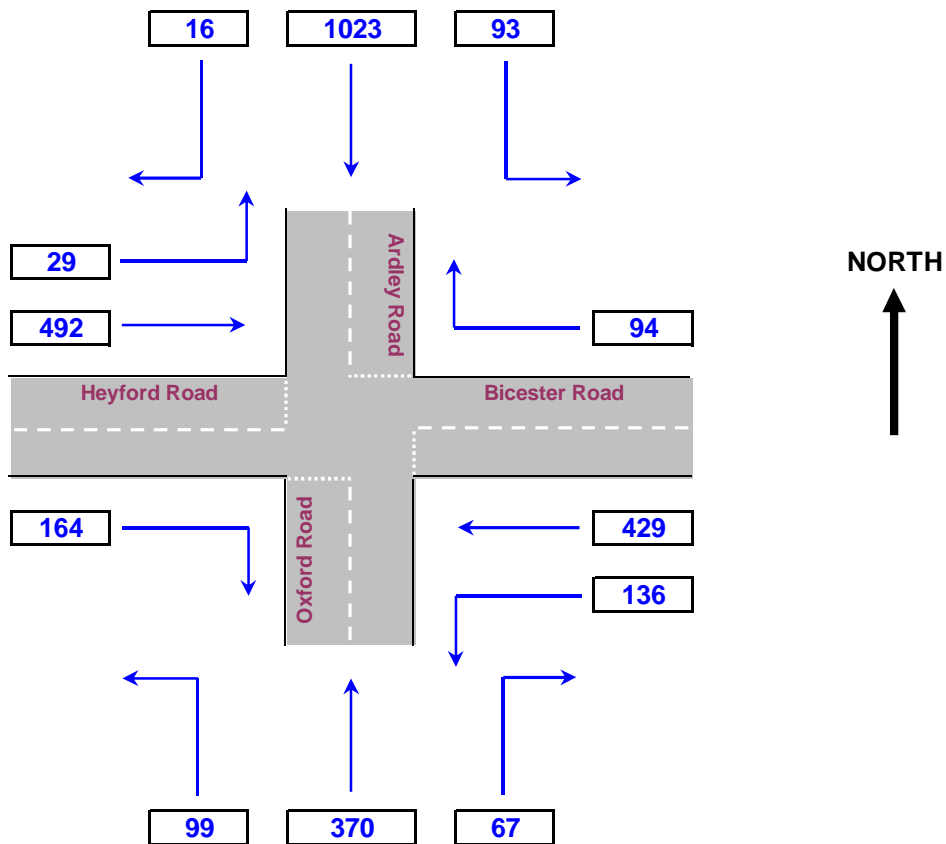 16 1023 93
Ardley Road
29
NORTH
492
94
Heyford Road
Bicester Road
Oxford Road
164
429
136
99 370 67